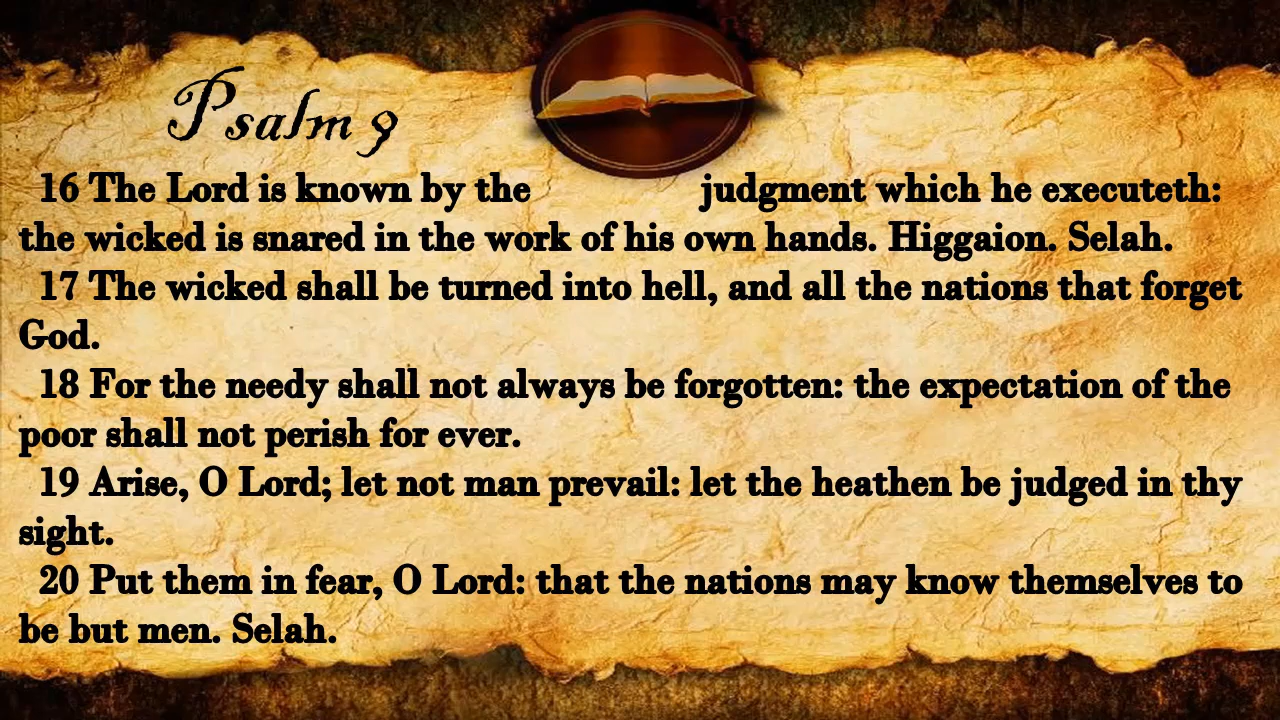 Psalm 9
16 The Lord is known by the judgment which he executeth:
the wicked is snared in the work of his own hands. Higgaion. Selah.
17 The wicked shall be turned into hell, and all the nations that forget
God.
18 For the needy shall not always be forgotten: the expectation of the
poor shall not perish for ever.
19 Arise, O Lord; let not man prevail: let the heathen be judged in thy
sight.
20 Put them in fear, O Lord: that the nations may know themselves to
be but men. Selah.